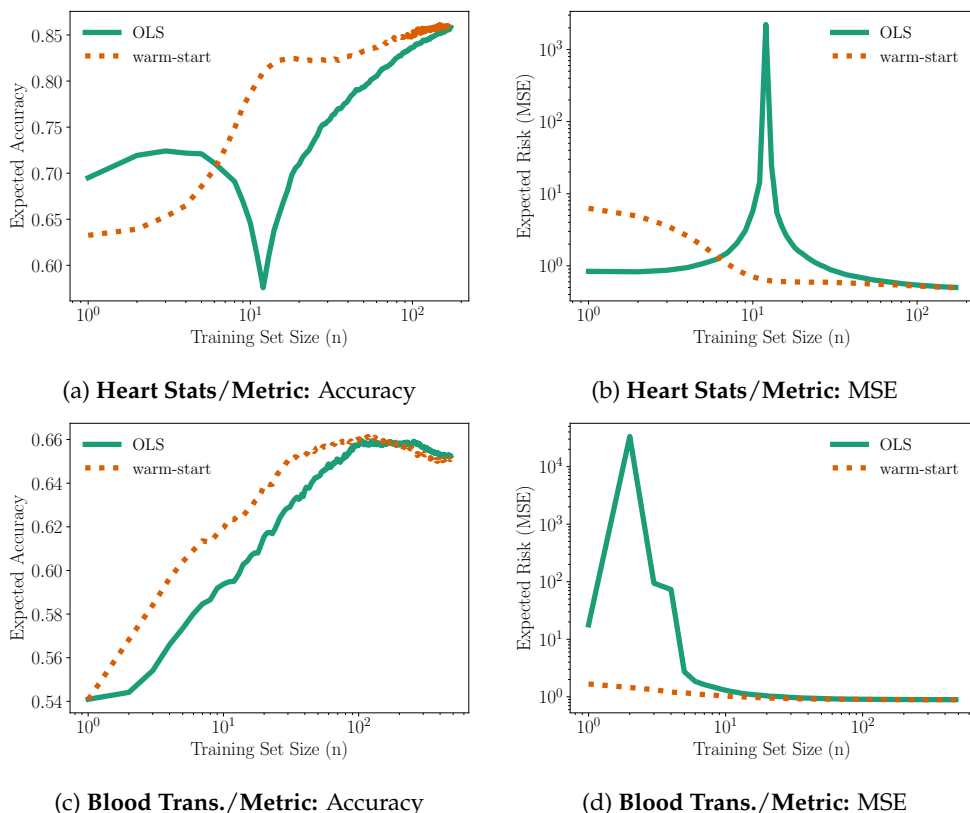 OLS
warm-start
Expected Accuracy
0.85
0.80
0.75
0.70
0.65
0.60
10^0
10^1
10^2
Training Set Size (n)
(a) Heart Stats/Metric: Accuracy
OLS
warm-start
Expected Risk (MSE)
10^3
10^2
10^1
10^0
10^0
10^1
10^2
Training Set Size (n)
(b) Heart Stats/Metric: MSE
OLS
warm-start
Expected Accuracy
0.66
0.64
0.62
0.60
0.58
0.56
0.54
10^0
10^1
10^2
Training Set Size (n)
(c) Blood Trans./Metric: Accuracy
OLS
warm-start
Expected Risk (MSE)
10^4
10^3
10^2
10^1
10^0
10^0
10^1
10^2
Training Set Size (n)
(d) Blood Trans./Metric: MSE